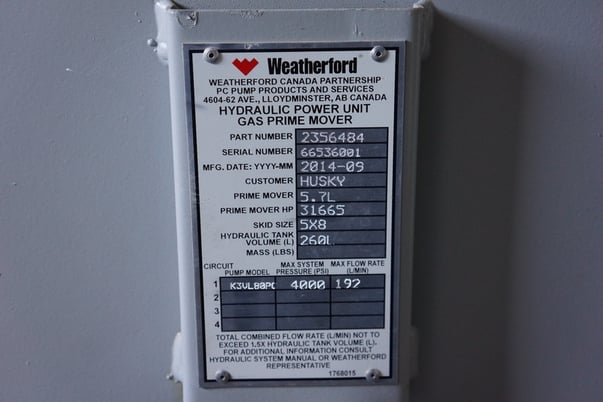 Weatherford
WEATHERFORD CANADA PARTNERSHIP
PC PUMP PRODUCTS AND SERVICES
4604-62 AVE., LLOYDMINSTER, AB CANADA
HYDRAULIC POWER UNIT
GAS PRIME MOVER
PART NUMBER 2356484
SERIAL NUMBER 66536001
MFG. DATE: YYYY-MM 2014-09
CUSTOMER HUSKY
PRIME MOVER 5.7L
PRIME MOVER HP 31665
SKID SIZE 5X8
HYDRAULIC TANK
VOLUME (L) 260L
MASS (LBS)
CIRCUIT PUMP MODEL MAX SYSTEM PRESSURE (PSI) MAX FLOW RATE (L/MIN)
1 K3VL80PC 4000 192
2
3
4
TOTAL COMBINED FLOW RATE (L/MIN) NOT TO
EXCEED 1.5X HYDRAULIC TANK VOLUME (L).
FOR ADDITIONAL INFORMATION CONSULT
HYDRAULIC SYSTEM MANUAL OR WEATHERFORD
REPRESENTATIVE
1768015